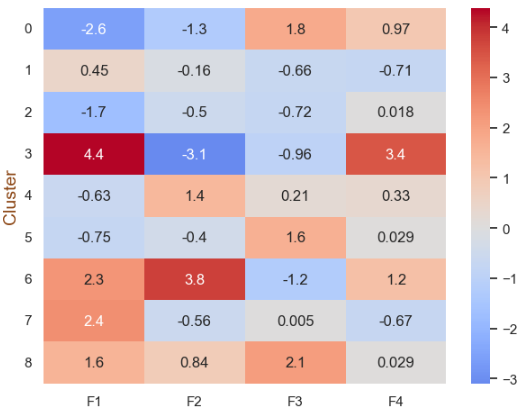 Cluster
0 -2.6 -1.3 1.8 0.97
1 0.45 -0.16 -0.66 -0.71
2 -1.7 -0.5 -0.72 0.018
3 4.4 -3.1 -0.96 3.4
4 -0.63 1.4 0.21 0.33
5 -0.75 -0.4 1.6 0.029
6 2.3 3.8 -1.2 1.2
7 2.4 -0.56 0.005 -0.67
8 1.6 0.84 2.1 0.029
F1 F2 F3 F4
4
3
2
1
0
-1
-2
-3